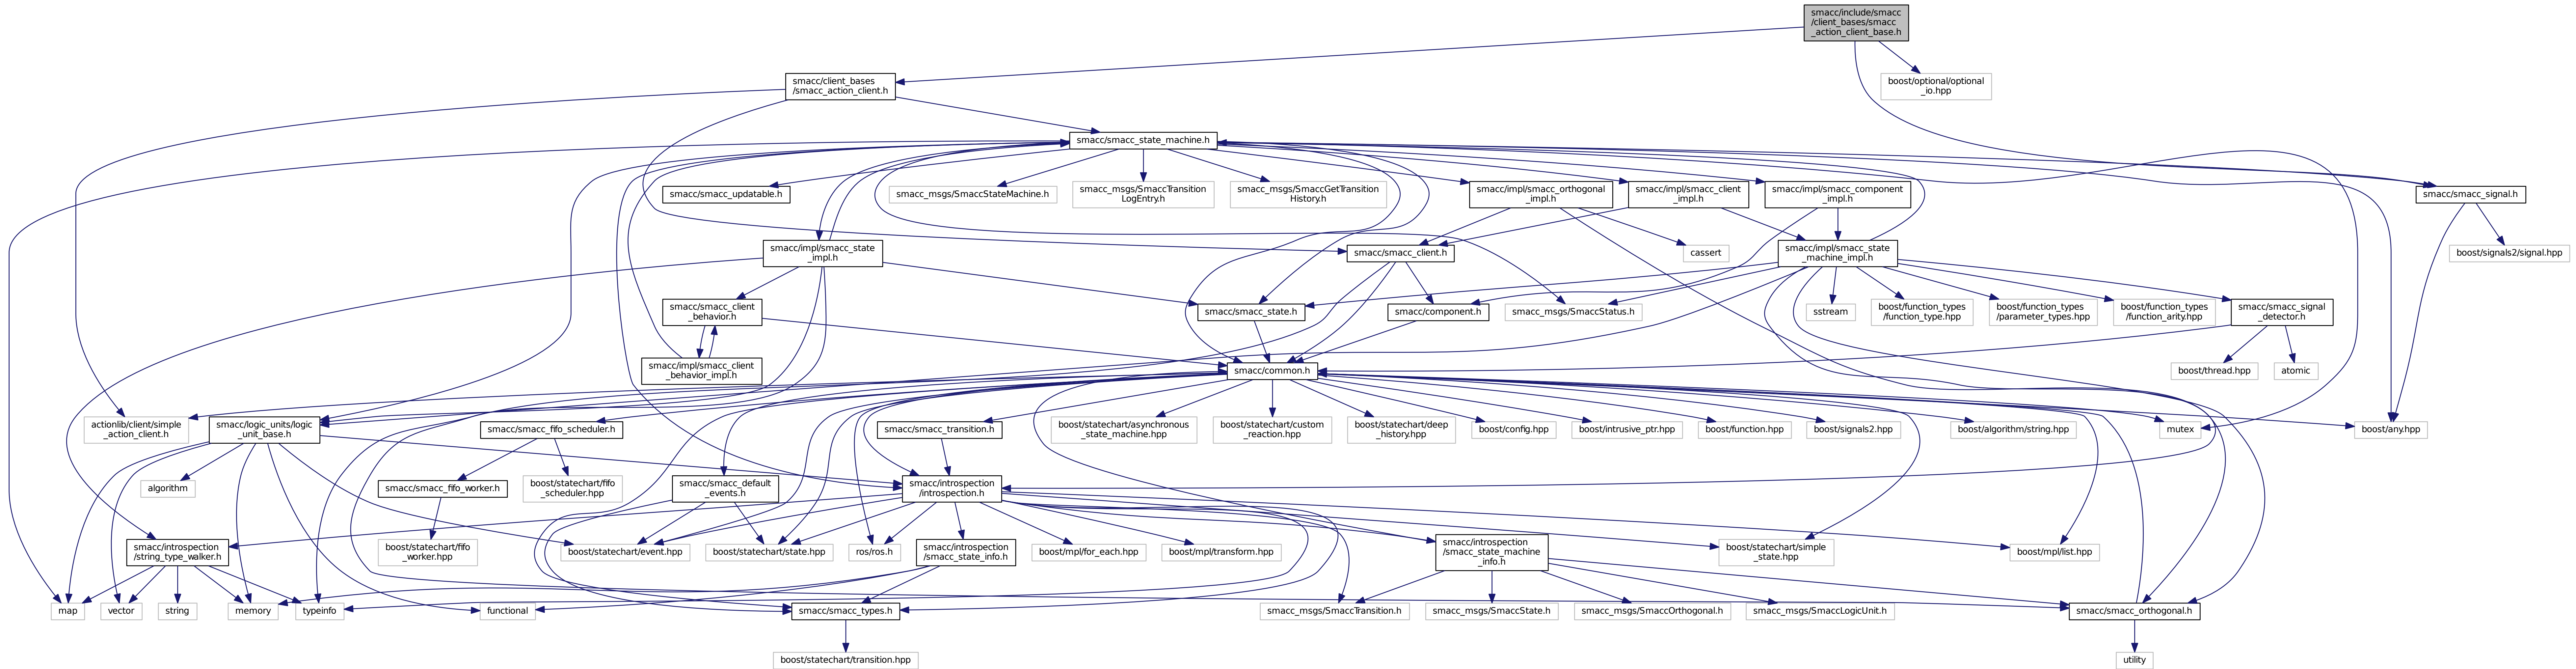 smacc/include/smacc
/client_bases/smacc
_action_client_base.h
smacc/client_bases
/smacc_action_client.h
boost/optional/optional
_io.hpp
smacc/smacc_state_machine.h
smacc/smacc_updatable.h
smacc_msgs/SmaccStateMachine.h
smacc_msgs/SmaccTransition
LogEntry.h
smacc_msgs/SmaccGetTransition
History.h
smacc/impl/smacc_orthogonal
_impl.h
smacc/impl/smacc_client
_impl.h
smacc/impl/smacc_component
_impl.h
smacc/smacc_signal.h
smacc/impl/smacc_state
_impl.h
smacc/smacc_client.h
cassert
smacc/impl/smacc_state
_machine_impl.h
boost/signals2/signal.hpp
smacc/smacc_client
_behavior.h
smacc/smacc_state.h
smacc/component.h
smacc_msgs/SmaccStatus.h
sstream
boost/function_types
/function_type.hpp
boost/function_types
/parameter_types.hpp
boost/function_types
/function_arity.hpp
smacc/smacc_signal
_detector.h
smacc/impl/smacc_client
_behavior_impl.h
smacc/common.h
boost/thread.hpp
atomic
actionlib/client/simple
_action_client.h
smacc/logic_units/logic
_unit_base.h
smacc/smacc_fifo_scheduler.h
smacc/smacc_transition.h
boost/statechart/asynchronous
_state_machine.hpp
boost/statechart/custom
_reaction.hpp
boost/statechart/deep
_history.hpp
boost/config.hpp
boost/intrusive_ptr.hpp
boost/function.hpp
boost/signals2.hpp
boost/algorithm/string.hpp
mutex
boost/any.hpp
algorithm
smacc/smacc_fifo_worker.h
boost/statechart/fifo
_scheduler.hpp
smacc/smacc_default
_events.h
smacc/introspection
/introspection.h
smacc/introspection
/string_type_walker.h
boost/statechart/fifo
_worker.hpp
boost/statechart/event.hpp
boost/statechart/state.hpp
ros/ros.h
smacc/introspection
/smacc_state_info.h
boost/mpl/for_each.hpp
boost/mpl/transform.hpp
smacc/introspection
/smacc_state_machine
_info.h
boost/statechart/simple
_state.hpp
boost/mpl/list.hpp
map
vector
string
memory
typeinfo
functional
smacc/smacc_types.h
smacc_msgs/SmaccTransition.h
smacc_msgs/SmaccState.h
smacc_msgs/SmaccOrthogonal.h
smacc_msgs/SmaccLogicUnit.h
smacc/smacc_orthogonal.h
boost/statechart/transition.hpp
utility